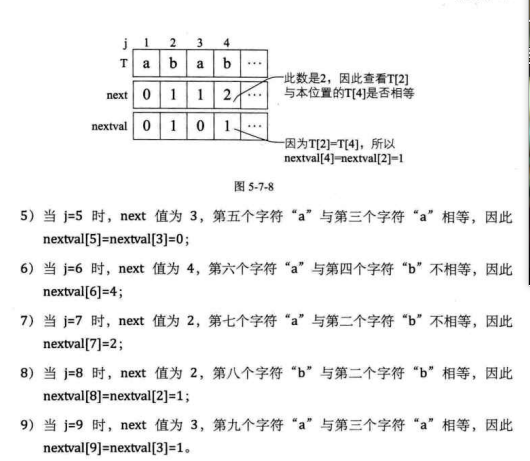 j 1 2 3 4
T a b a b …
next 0 1 1 2 …
nextval 0 1 0 1 …
此数是2，因此查看T[2]
与本位置的T[4]是否相等
因为T[2]=T[4]，所以
nextval[4]=nextval[2]=1
图 5-7-8
5）当 j=5 时，next 值为 3，第五个字符“a”与第三个字符“a”相等，因此
nextval[5]=nextval[3]=0；
6）当 j=6 时，next 值为 4，第六个字符“a”与第四个字符“b”不相等，因此
nextval[6]=4；
7）当 j=7 时，next 值为 2，第七个字符“a”与第二个字符“b”不相等，因此
nextval[7]=2；
8）当 j=8 时，next 值为 2，第八个字符“b”与第二个字符“b”相等，因此
nextval[8]=nextval[2]=1；
9）当 j=9 时，next 值为 3，第九个字符“a”与第三个字符“a”相等，因此
nextval[9]=nextval[3]=1。